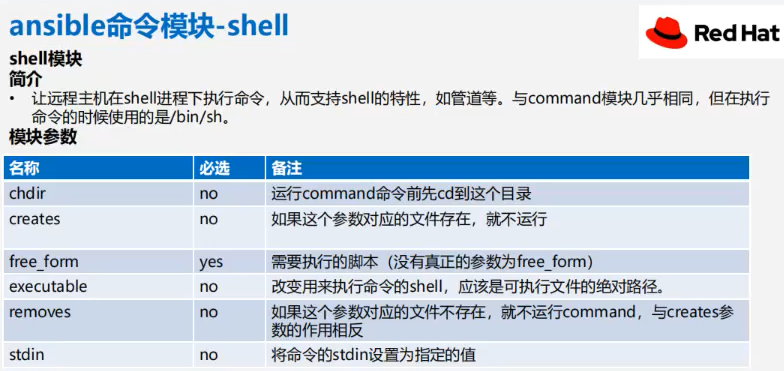 ansible命令模块-shell
Red Hat
shell模块
简介
• 让远程主机在shell进程下执行命令，从而支持shell的特性，如管道等。与command模块几乎相同，但在执行
命令的时候使用的是/bin/sh。
模块参数
名称 必选 备注
chdir no 运行command命令前先cd到这个目录
creates no 如果这个参数对应的文件存在，就不运行
free_form yes 需要执行的脚本（没有真正的参数为free_form）
executable no 改变用来执行命令的shell，应该是可执行文件的绝对路径。
removes no 如果这个参数对应的文件不存在，就不运行command，与creates参
数的作用相反
stdin no 将命令的stdin设置为指定的值